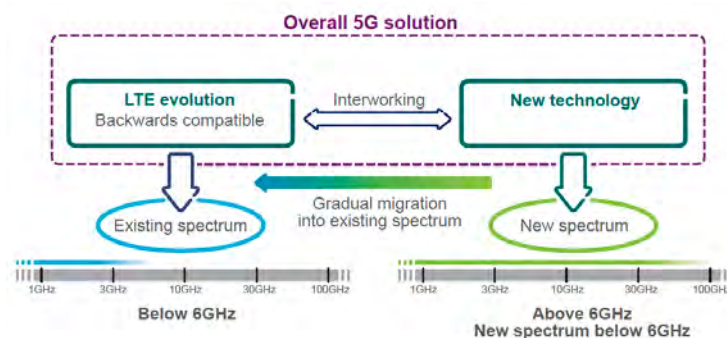 Overall 5G solution
LTE evolution
Backwards compatible
Interworking
New technology
Gradual migration
into existing spectrum
Existing spectrum
New spectrum
1GHz 3GHz 10GHz 30GHz 100GHz
1GHz 3GHz 10GHz 30GHz 100GHz
Below 6GHz
Above 6GHz
New spectrum below 6GHz